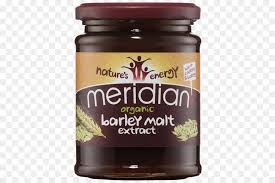 nature's energy
meridian
organic
barley malt
extract